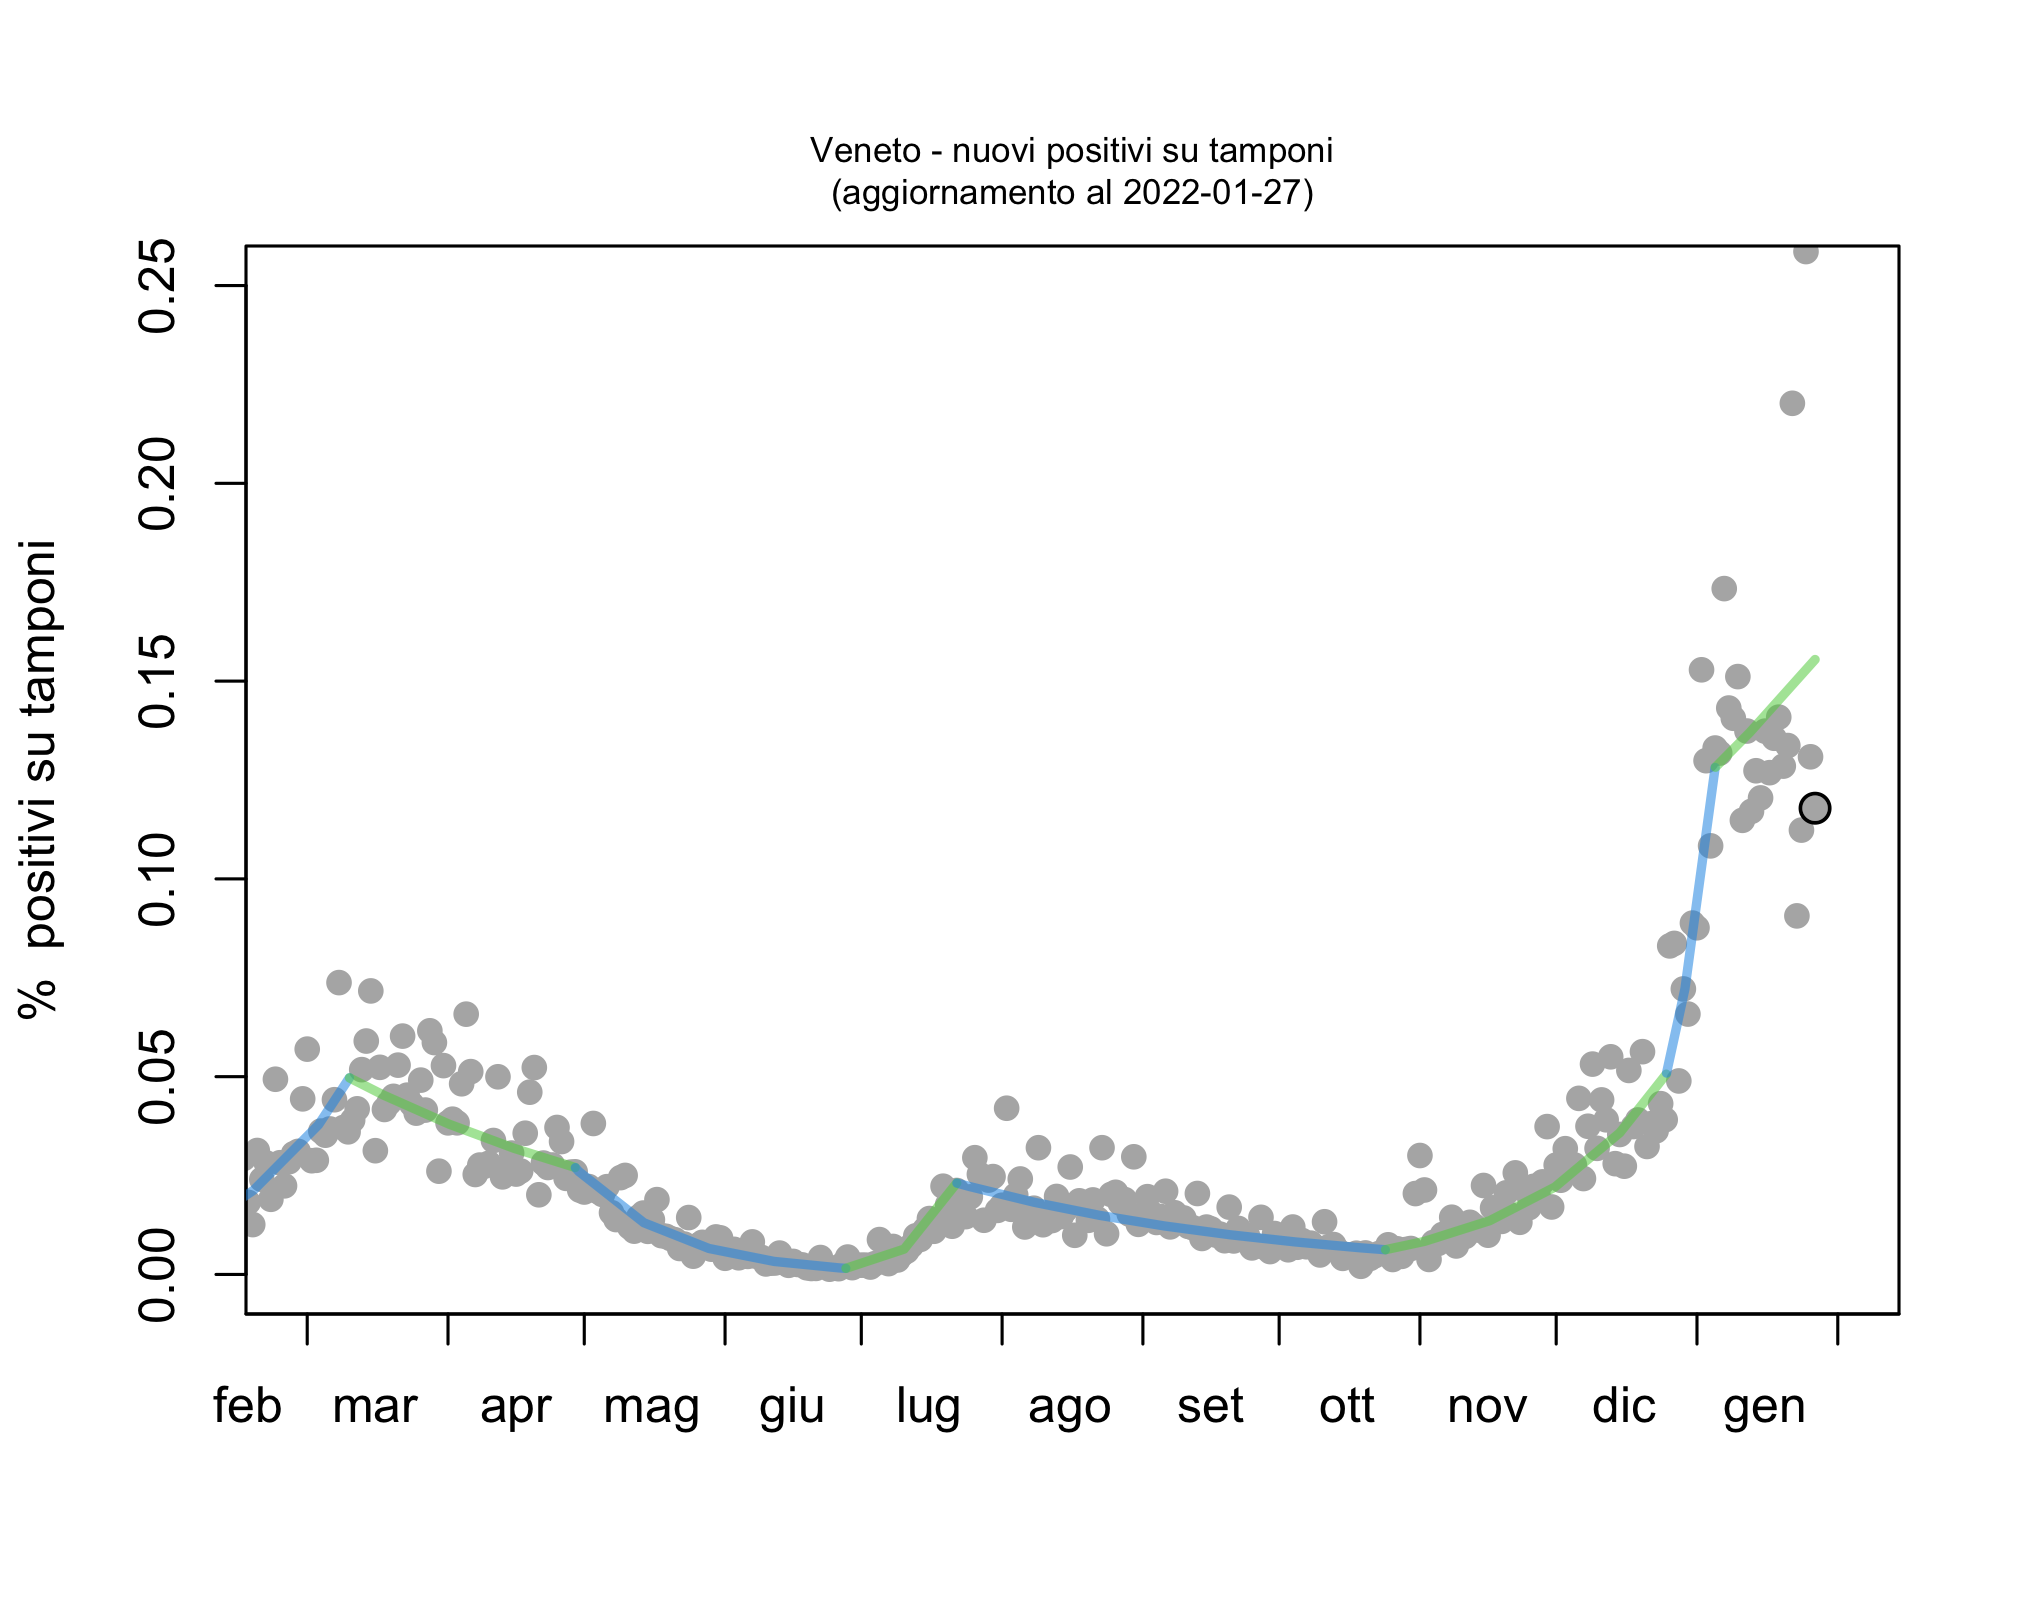 Veneto - nuovi positivi su tamponi
(aggiornamento al 2022-01-27)
% positivi su tamponi
0.25
0.20
0.15
0.10
0.05
0.00
feb mar apr mag giu lug ago set ott nov dic gen